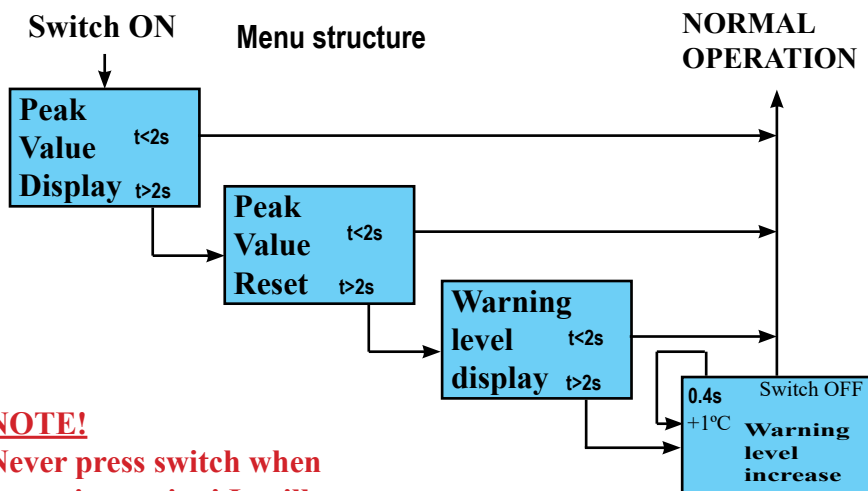 Switch ON
Menu structure
NORMAL
OPERATION
Peak
Value t<2s
Display t>2s
Peak
Value t<2s
Reset t>2s
Warning
level t<2s
display t>2s
0.4s Switch OFF
+1ºC Warning
level
increase
NOTE!
Never press switch when